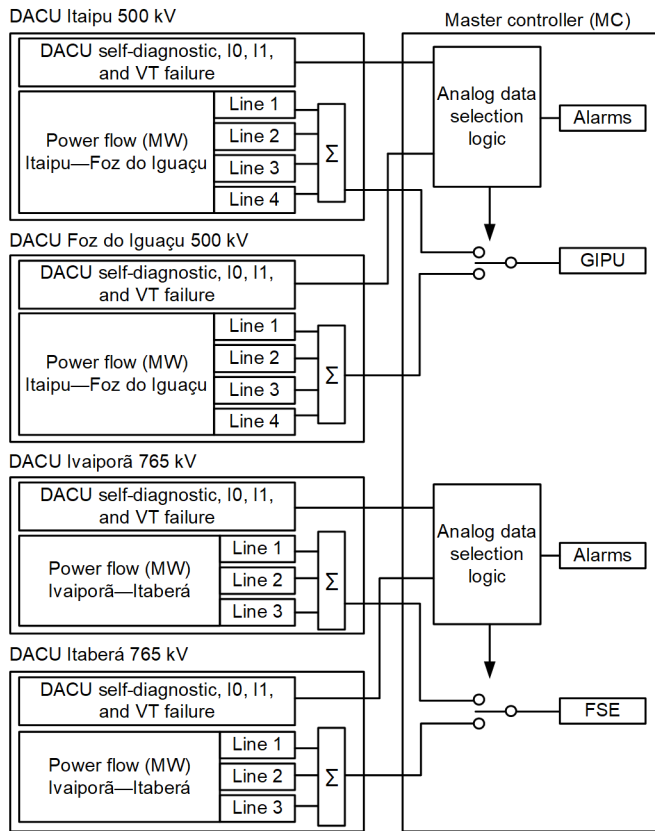 DACU Itaipu 500 kV
Master controller (MC)
DACU self-diagnostic, I0, I1,
and VT failure
Power flow (MW)
Itaipu—Foz do Iguaçu
Line 1
Line 2
Line 3
Line 4
Σ
Analog data
selection
logic
Alarms
GIPU
DACU Foz do Iguaçu 500 kV
DACU self-diagnostic, I0, I1,
and VT failure
Power flow (MW)
Itaipu—Foz do Iguaçu
Line 1
Line 2
Line 3
Line 4
Σ
DACU Ivaiporã 765 kV
DACU self-diagnostic, I0, I1,
and VT failure
Power flow (MW)
Ivaiporã—Itaberá
Line 1
Line 2
Line 3
Σ
Analog data
selection
logic
Alarms
FSE
DACU Itaberá 765 kV
DACU self-diagnostic, I0, I1,
and VT failure
Power flow (MW)
Ivaiporã—Itaberá
Line 1
Line 2
Line 3
Σ